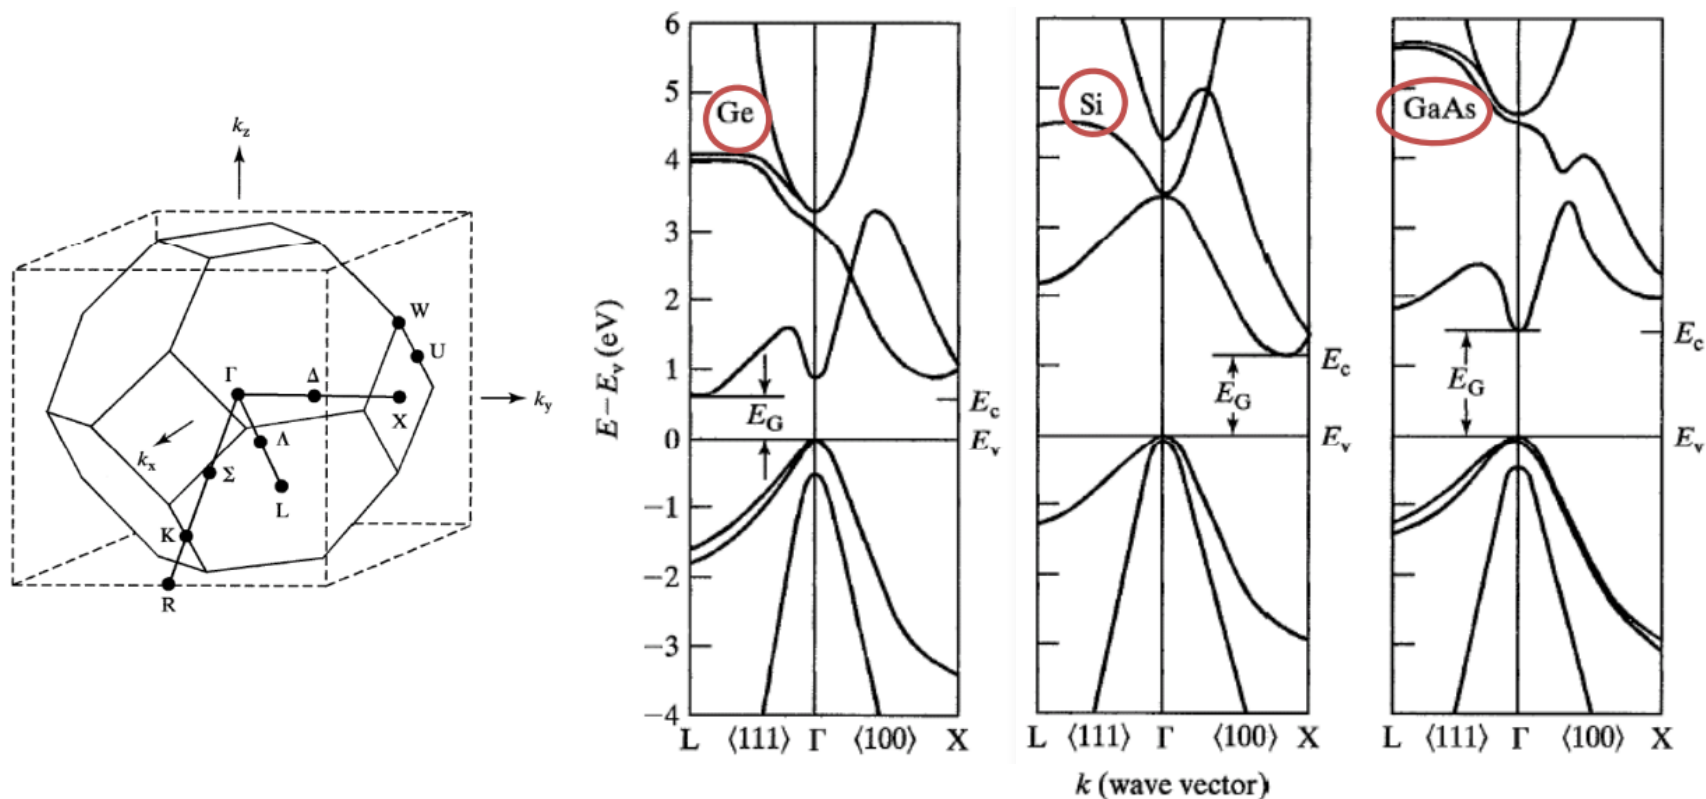 k_z
W
U
Γ
Δ
k_y
X
k_x
Λ
Σ
L
K
R
E−E_v (eV)
6
5
4
3
2
1
0
−1
−2
−3
−4
Ge
E_G
E_c
E_v
L ⟨111⟩ Γ ⟨100⟩ X
Si
E_G
E_c
E_v
L ⟨111⟩ Γ ⟨100⟩ X
GaAs
E_G
E_c
E_v
L ⟨111⟩ Γ ⟨100⟩ X
k (wave vector)